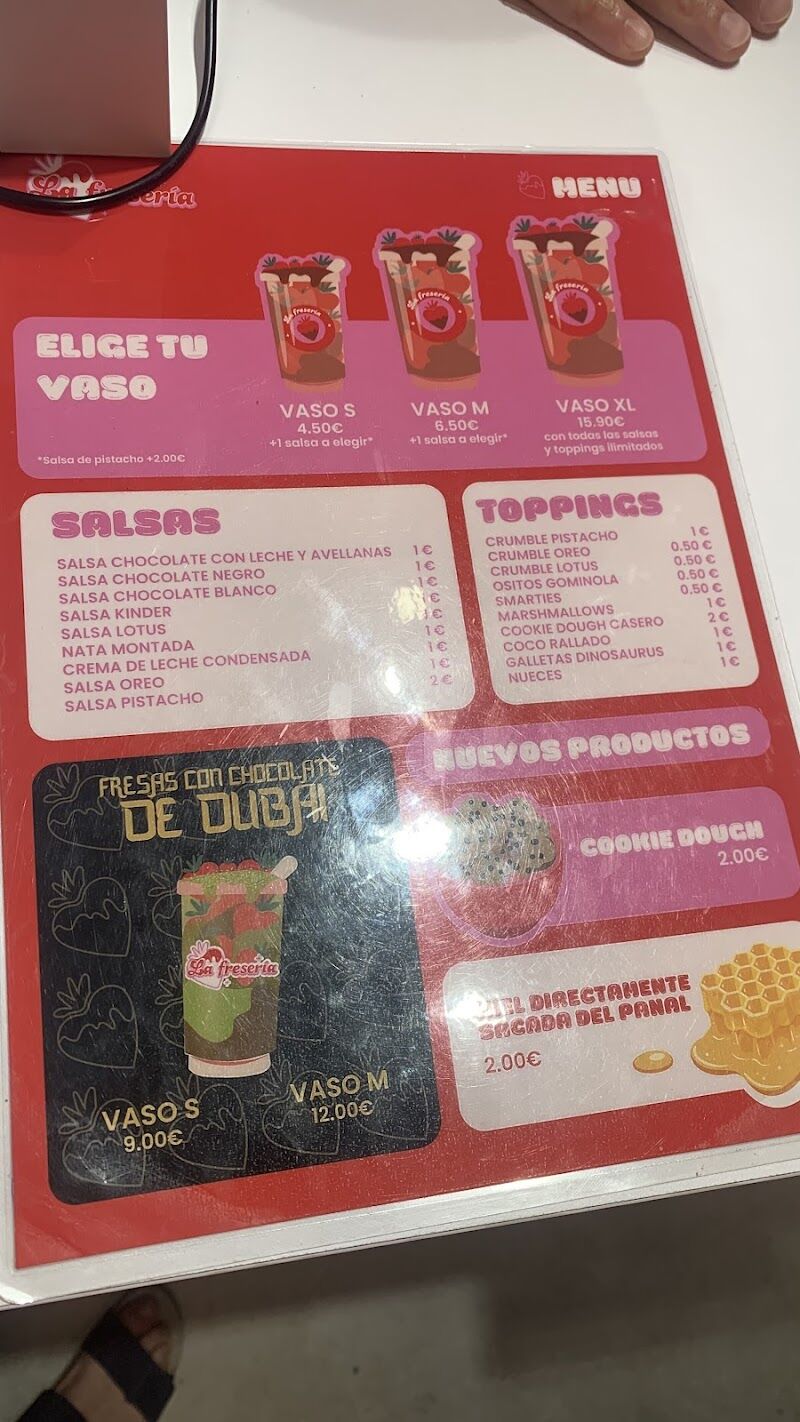 La fresería
MENU
La fresería
La fresería
La fresería
ELIGE TU
VASO
VASO S
4.50€
+1 salsa a elegir*
VASO M
6.50€
+1 salsa a elegir*
VASO XL
15.90€
con todas las salsas
y toppings ilimitados
*Salsa de pistacho +2.00€
SALSAS
SALSA CHOCOLATE CON LECHE Y AVELLANAS 1€
SALSA CHOCOLATE NEGRO 1€
SALSA CHOCOLATE BLANCO 1€
SALSA KINDER €
SALSA LOTUS 1€
NATA MONTADA 1€
CREMA DE LECHE CONDENSADA 1€
SALSA OREO 2€
SALSA PISTACHO
TOPPINGS
CRUMBLE PISTACHO 1€
CRUMBLE OREO 0.50€
CRUMBLE LOTUS 0.50€
OSITOS GOMINOLA 0.50€
SMARTIES 0.50€
MARSHMALLOWS 1€
COOKIE DOUGH CASERO 2€
COCO RALLADO 1€
GALLETAS DINOSAURUS 1€
NUECES 1€
FRESAS CON CHOCOLATE
DE DUBAI
La fresería
VASO S
9.00€
VASO M
12.00€
NUEVOS PRODUCTOS
COOKIE DOUGH
2.00€
MIEL DIRECTAMENTE
SACADA DEL PANAL
2.00€